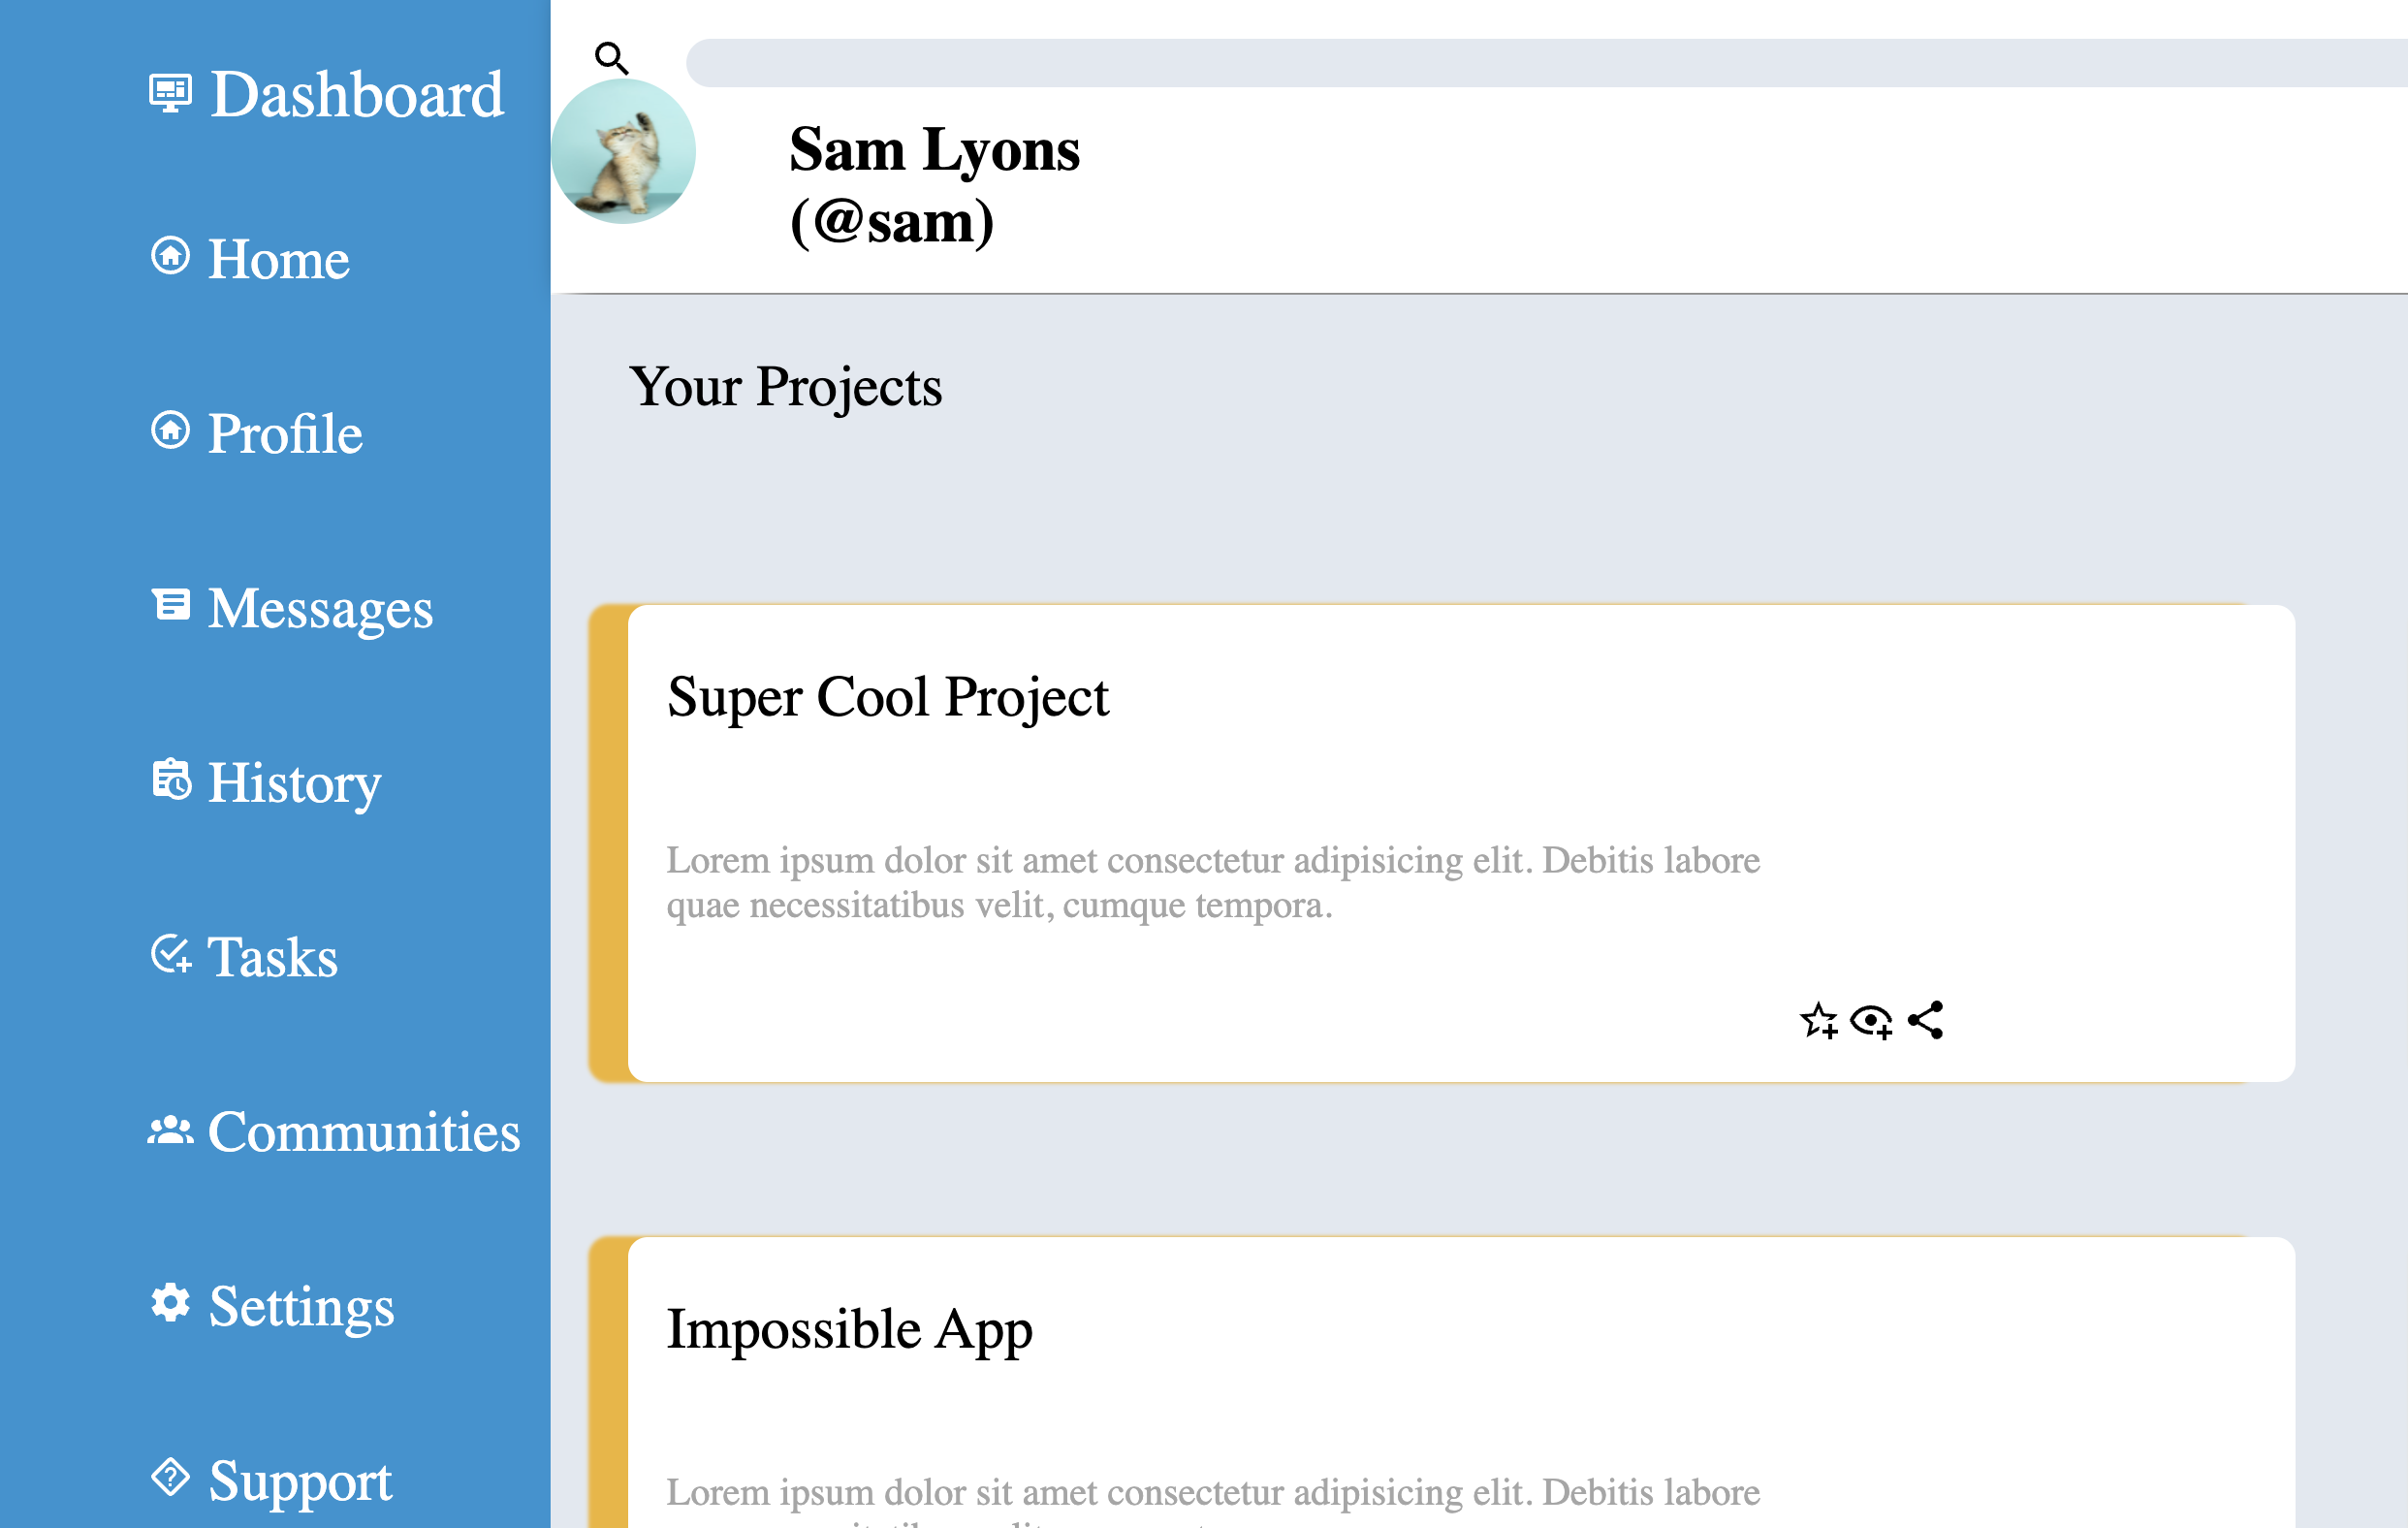 Dashboard
Home
Profile
Messages
History
Tasks
Communities
Settings
Support
Sam Lyons
(@sam)
Your Projects
Super Cool Project
Lorem ipsum dolor sit amet consectetur adipisicing elit. Debitis labore
quae necessitatibus velit, cumque tempora.
Impossible App
Lorem ipsum dolor sit amet consectetur adipisicing elit. Debitis labore